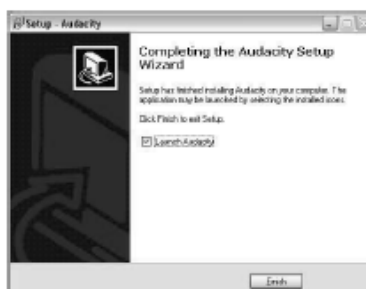 Setup - Audacity
Completing the Audacity Setup
Wizard
Setup has finished installing Audacity on your computer. The
application may be launched by selecting the installed icons.
Click Finish to exit Setup.
Launch Audacity
Finish